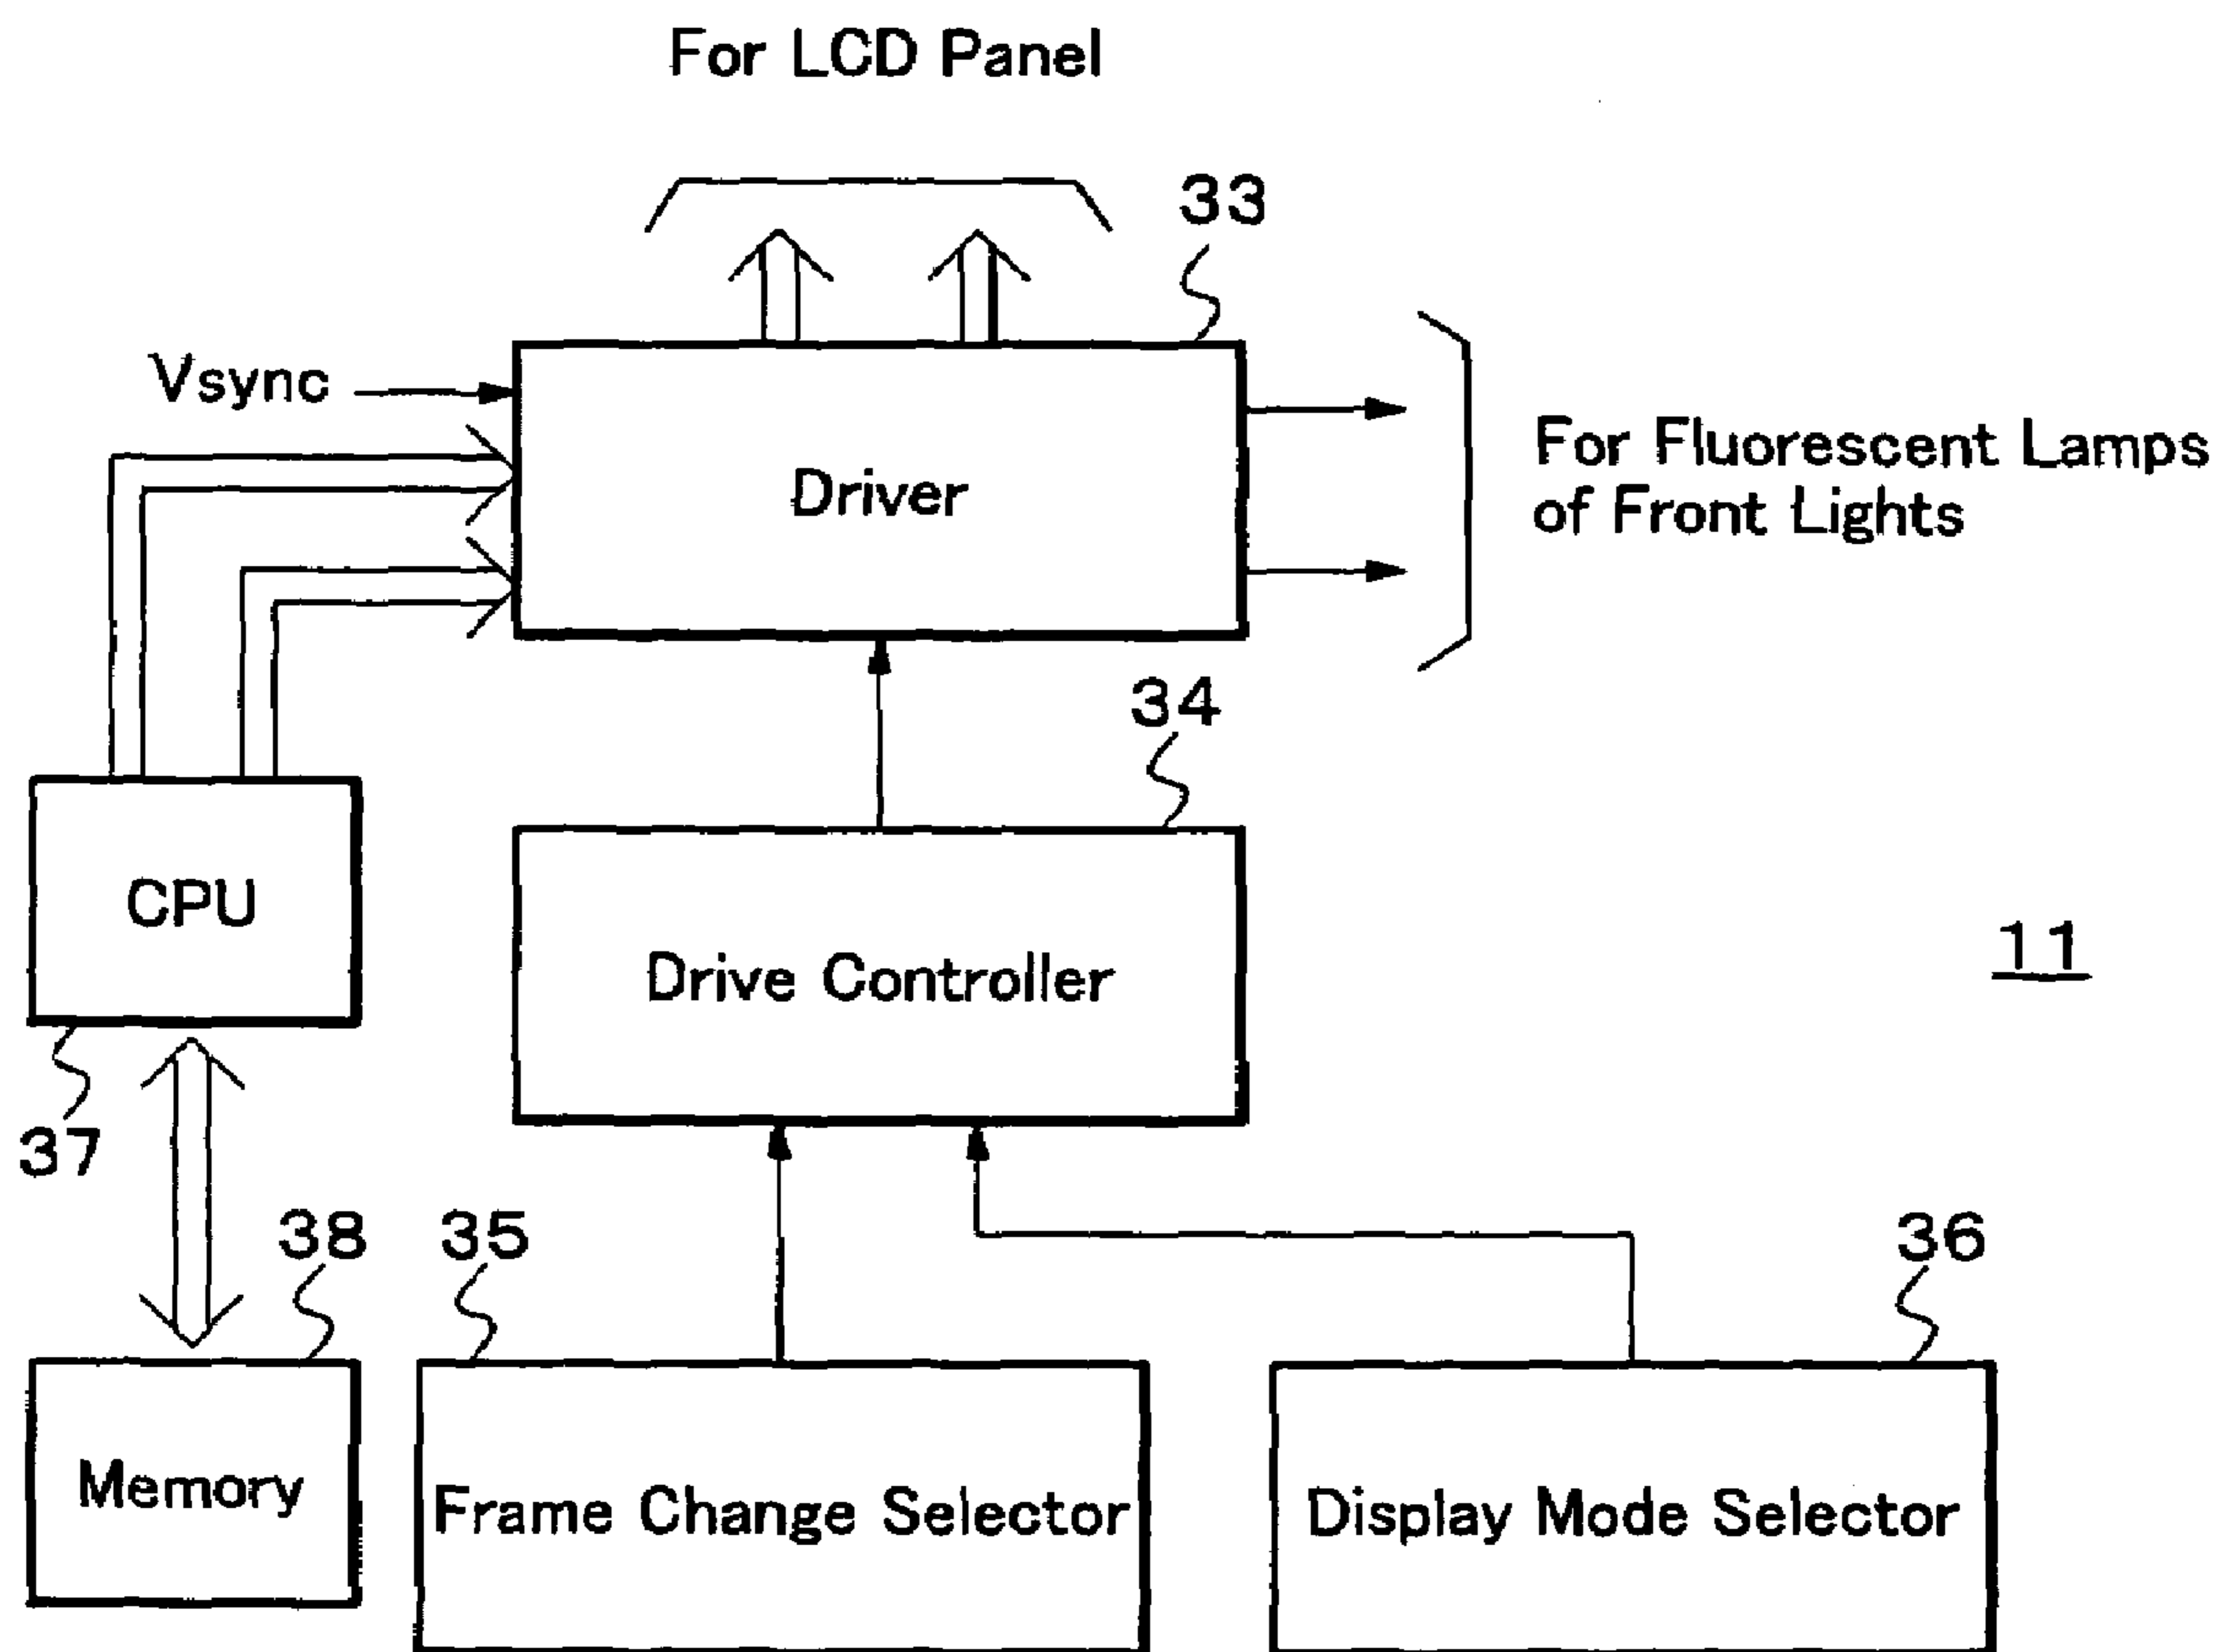 For LCD Panel
33
Vsync
Driver
For Fluorescent Lamps
of Front Lights
34
CPU
Drive Controller
11
37
38
35
36
Memory
Frame Change Selector
Display Mode Selector